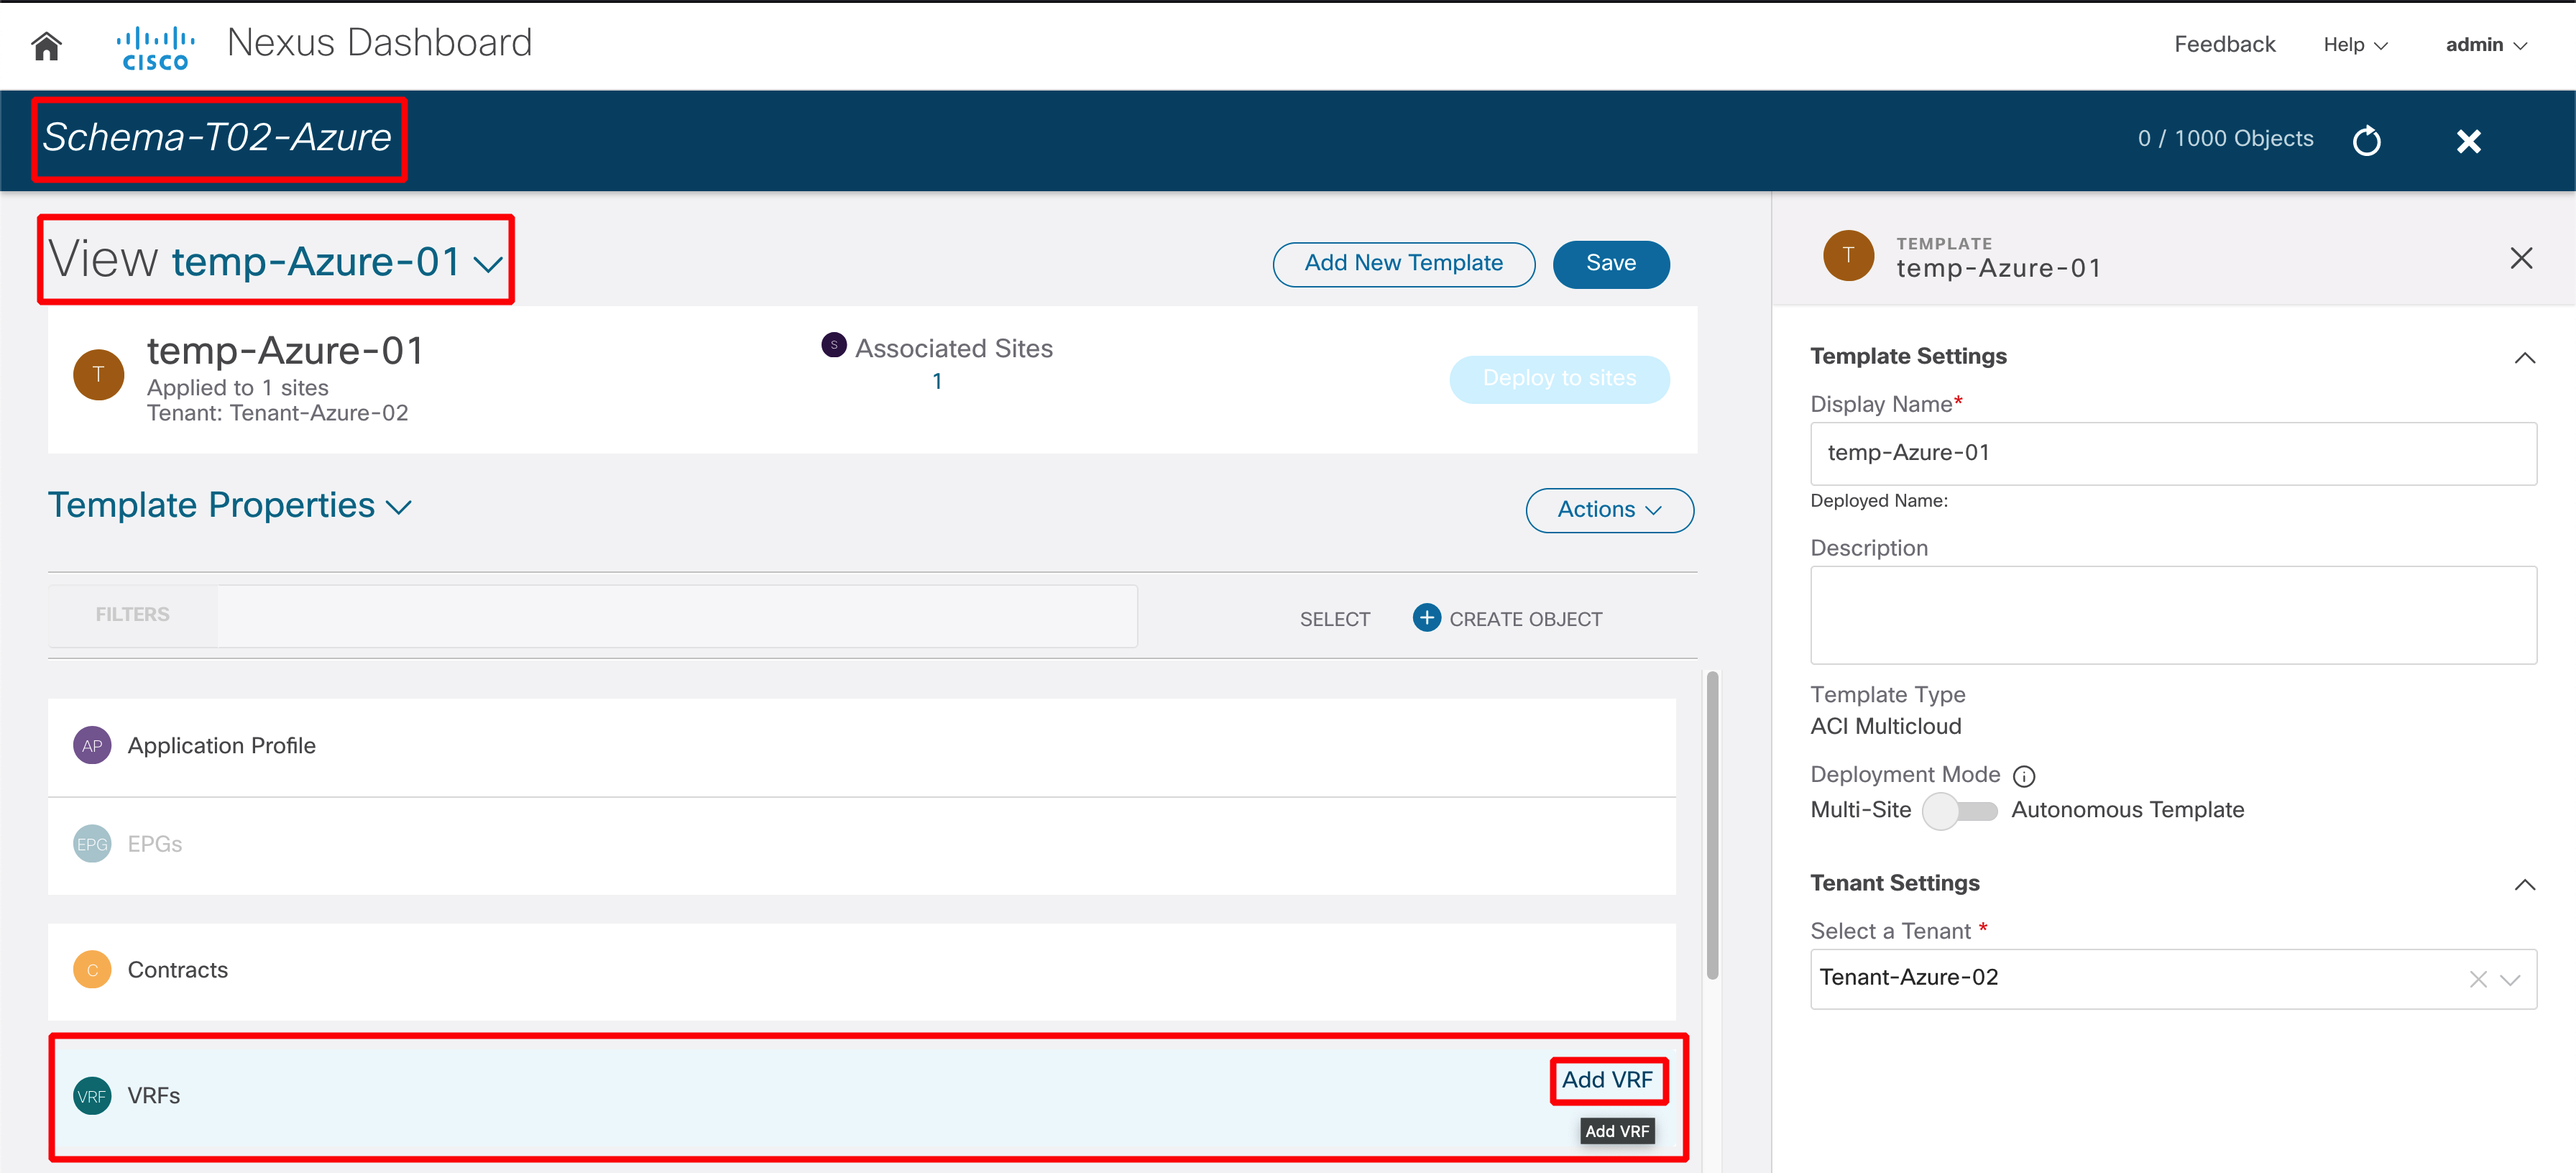 CISCO Nexus Dashboard Feedback Help admin
Schema-T02-Azure 0 / 1000 Objects
View temp-Azure-01 Add New Template Save
T temp-Azure-01
Applied to 1 sites
Tenant: Tenant-Azure-02
S Associated Sites
1
Deploy to sites
Template Properties Actions
FILTERS SELECT CREATE OBJECT
AP Application Profile
EPG EPGs
C Contracts
VRF VRFs Add VRF
Add VRF
T TEMPLATE
temp-Azure-01
Template Settings
Display Name*
temp-Azure-01
Deployed Name:
Description
Template Type
ACI Multicloud
Deployment Mode
Multi-Site Autonomous Template
Tenant Settings
Select a Tenant *
Tenant-Azure-02